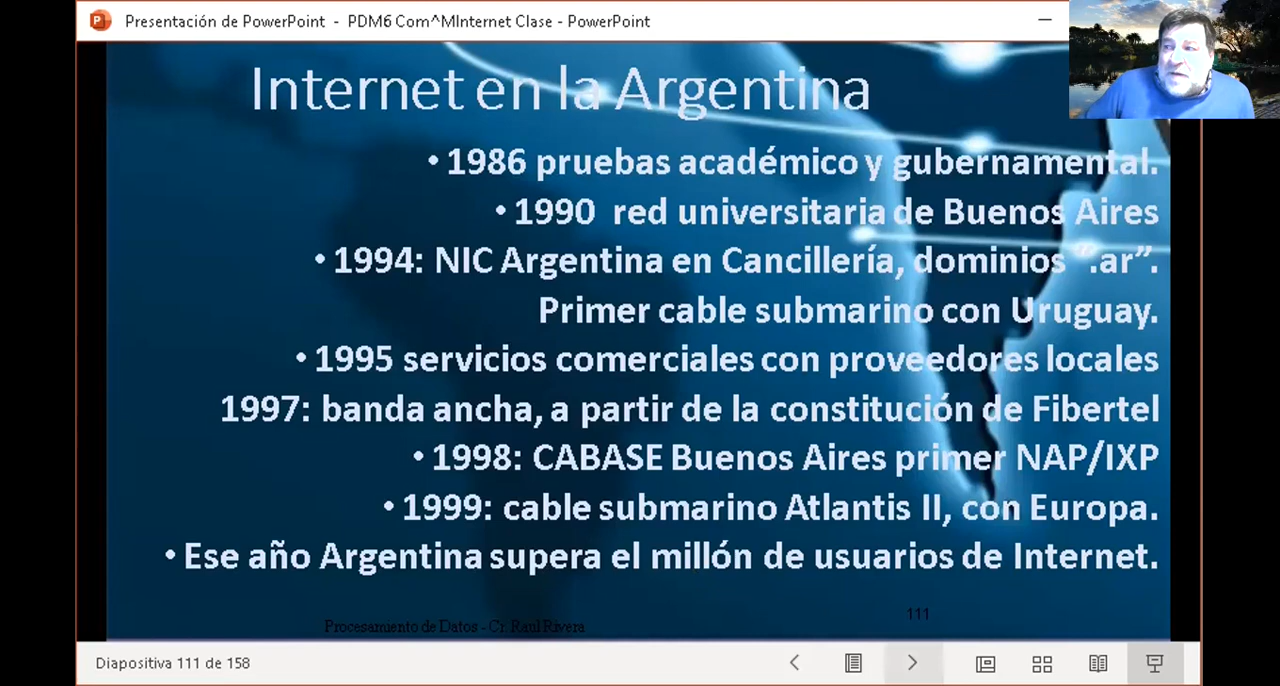 Presentación de PowerPoint - PDM6 Com^MInternet Clase - PowerPoint
Internet en la Argentina
• 1986 pruebas académico y gubernamental.
• 1990 red universitaria de Buenos Aires
• 1994: NIC Argentina en Cancillería, dominios “.ar”.
Primer cable submarino con Uruguay.
• 1995 servicios comerciales con proveedores locales
1997: banda ancha, a partir de la constitución de Fibertel
• 1998: CABASE Buenos Aires primer NAP/IXP
• 1999: cable submarino Atlantis II, con Europa.
• Ese año Argentina supera el millón de usuarios de Internet.
Procesamiento de Datos - Cr. Raul Rivera
111
Diapositiva 111 de 158